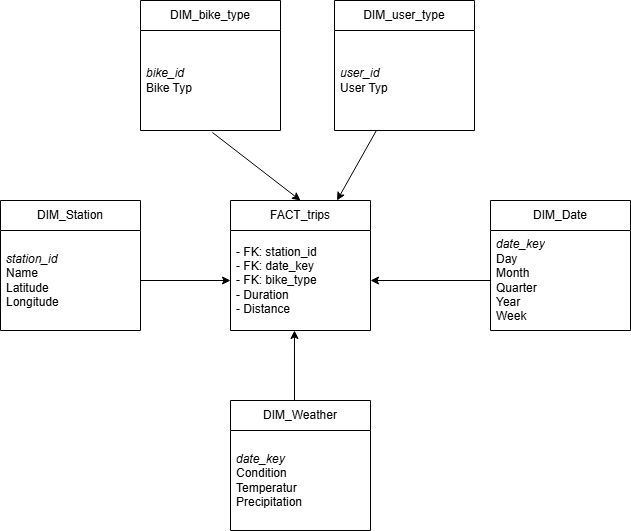 DIM_bike_type
bike_id
Bike Typ
DIM_user_type
user_id
User Typ
DIM_Station
station_id
Name
Latitude
Longitude
FACT_trips
- FK: station_id
- FK: date_key
- FK: bike_type
- Duration
- Distance
DIM_Date
date_key
Day
Month
Quarter
Year
Week
DIM_Weather
date_key
Condition
Temperatur
Precipitation